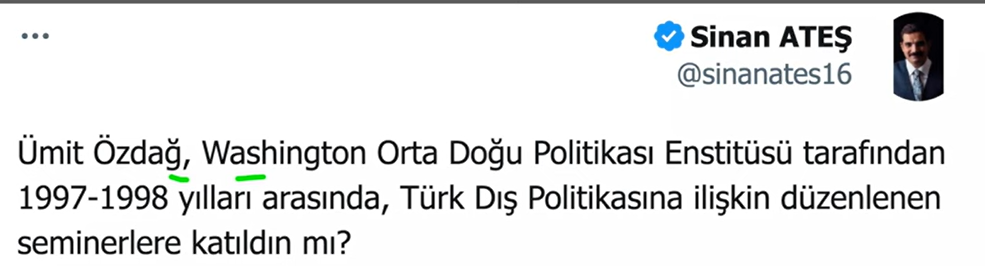 Sinan ATEŞ
@sinanates16
Ümit Özdağ, Washington Orta Doğu Politikası Enstitüsü tarafından
1997-1998 yılları arasında, Türk Dış Politikasına ilişkin düzenlenen
seminerlere katıldın mı?